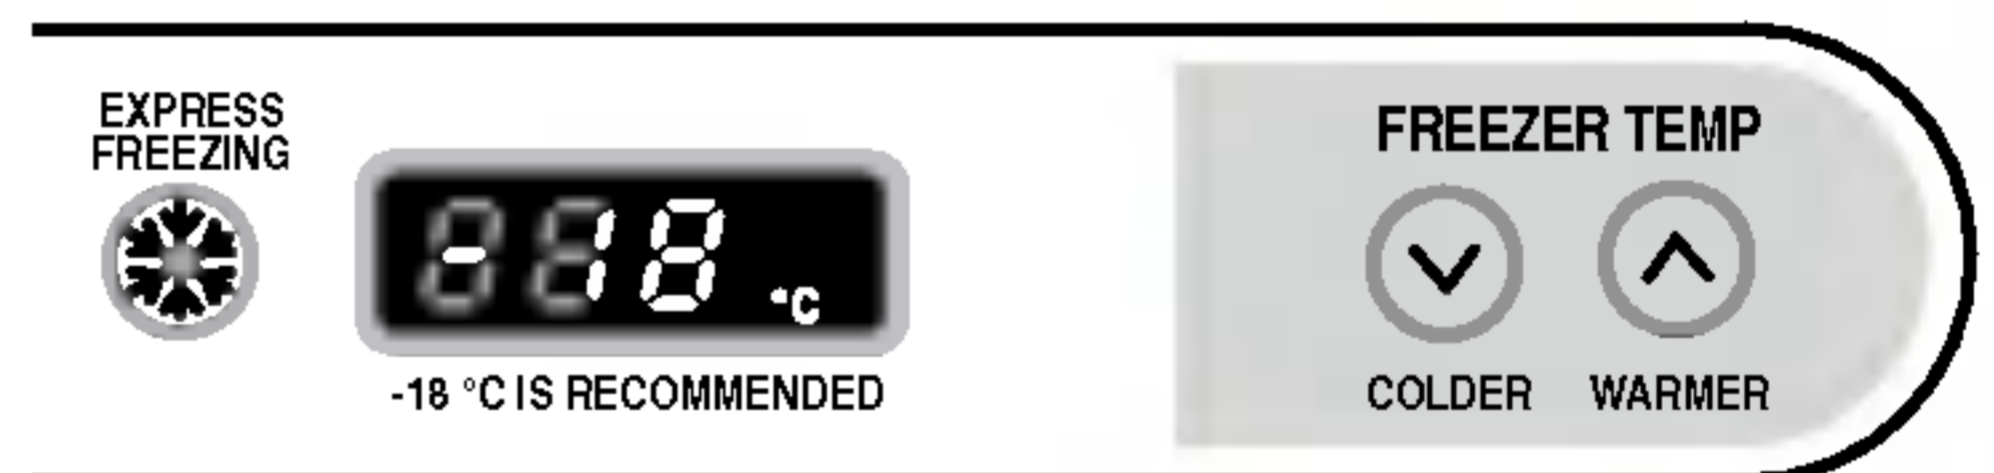 EXPRESS
FREEZING
-18 °C
-18 °C IS RECOMMENDED
FREEZER TEMP
COLDER
WARMER